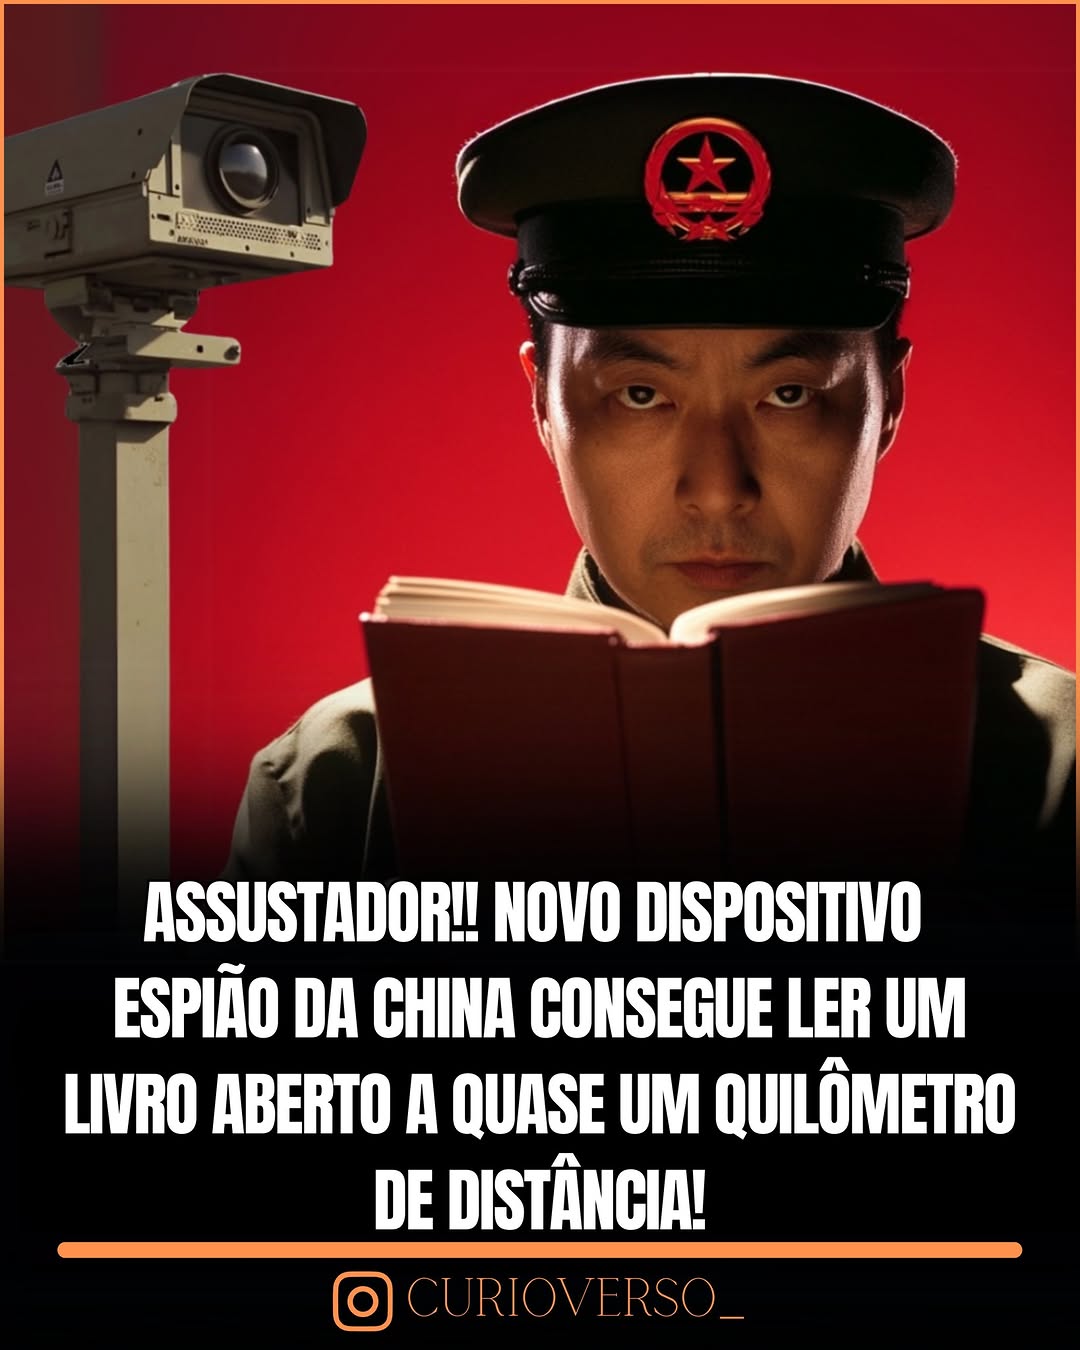 ASSUSTADOR!! NOVO DISPOSITIVO
ESPIÃO DA CHINA CONSEGUE LER UM
LIVRO ABERTO A QUASE UM QUILÔMETRO
DE DISTÂNCIA!
CURIOVERSO_